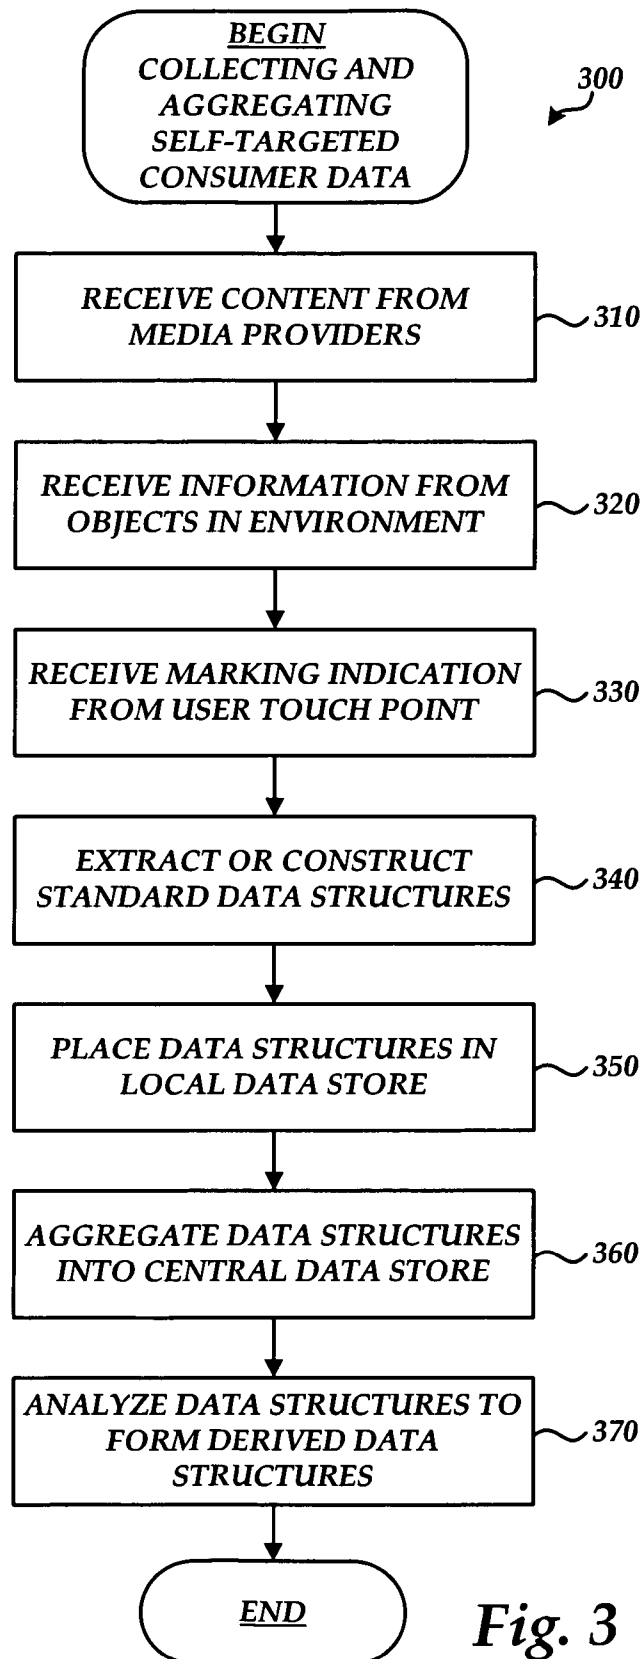 BEGIN
COLLECTING AND
AGGREGATING
SELF-TARGETED
CONSUMER DATA
300
RECEIVE CONTENT FROM
MEDIA PROVIDERS
310
RECEIVE INFORMATION FROM
OBJECTS IN ENVIRONMENT
320
RECEIVE MARKING INDICATION
FROM USER TOUCH POINT
330
EXTRACT OR CONSTRUCT
STANDARD DATA STRUCTURES
340
PLACE DATA STRUCTURES IN
LOCAL DATA STORE
350
AGGREGATE DATA STRUCTURES
INTO CENTRAL DATA STORE
360
ANALYZE DATA STRUCTURES TO
FORM DERIVED DATA
STRUCTURES
370
END
Fig. 3